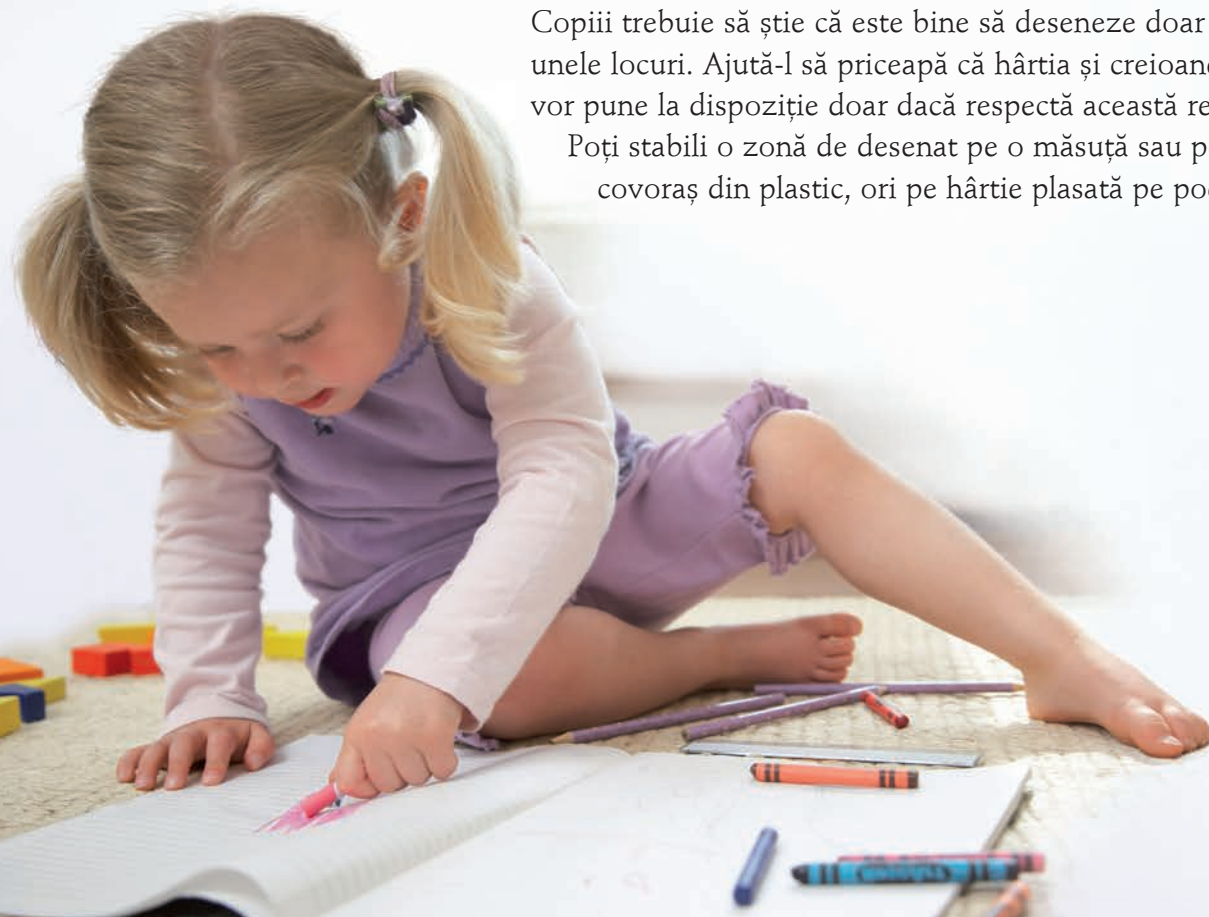 Copiii trebuie să știe că este bine să deseneze doar
unele locuri. Ajută-l să priceapă că hârtia și
vor pune la dispoziție doar dacă respectă această
Poți stabili o zonă de desenat pe o măsuță sau
covoraș din plastic, ori pe hârtie plasată pe